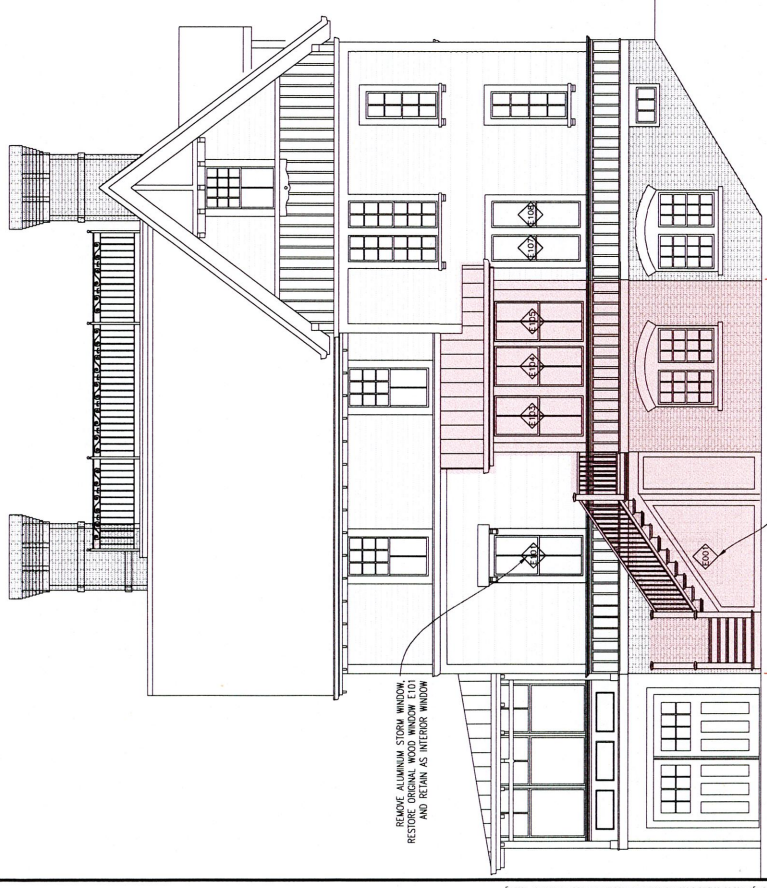 REMOVE ALUMINUM STORM WINDOW,
RESTORE ORIGINAL WOOD WINDOW E101
AND RETAIN AS INTERIOR WINDOW
E101
E103
E104
E105
E107
E108
E001